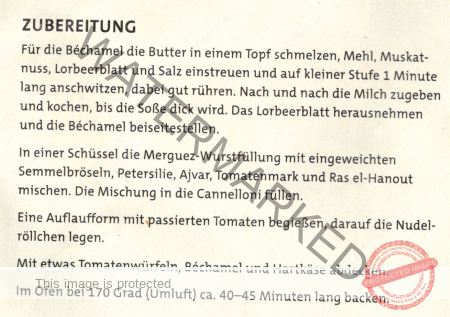 ZUBEREITUNG
Für die Béchamel die Butter in einem Topf schmelzen, Mehl, Muskat-
nuss, Lorbeerblatt und Salz einstreuen und auf kleiner Stufe 1 Minute
lang anschwitzen, dabei gut rühren. Nach und nach die Milch zugeben
und kochen, bis die Soße dick wird. Das Lorbeerblatt herausnehmen
und die Béchamel beiseitestellen.
In einer Schüssel die Merguez-Wurstfüllung mit eingeweichten
Semmelbröseln, Petersilie, Ajvar, Tomatenmark und Ras el-Hanout
mischen. Die Mischung in die Cannelloni füllen.
Eine Auflaufform mit passierten Tomaten begießen, darauf die Nudel-
röllchen legen.
Mit etwas Tomatenwürfeln, Béchamel und Hartkäse abdecken.
This image is protected
Im Ofen bei 170 Grad (Umluft) ca. 40–45 Minuten lang backen.
WATERMARKED
PROTECTED IMAGE